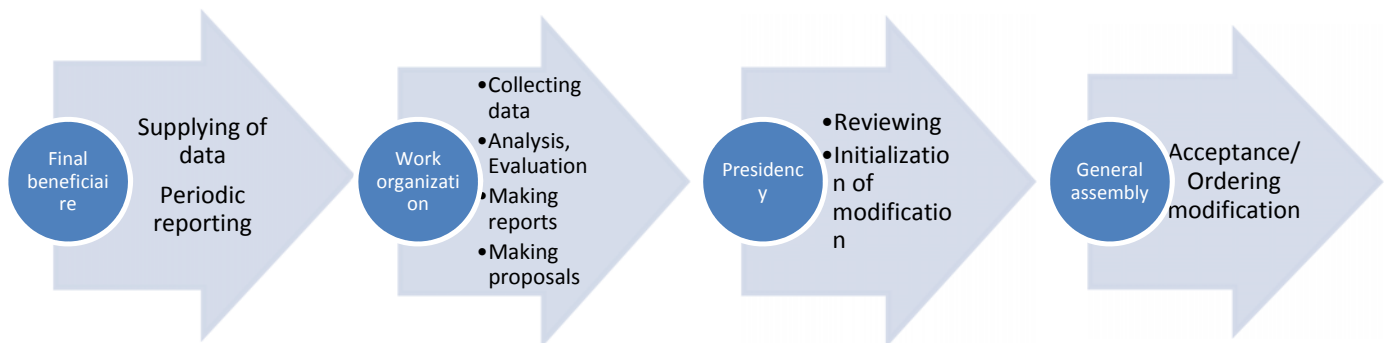 Final
beneficiai
re
Supplying of
data
Periodic
reporting
Work
organizati
on
•Collecting
data
•Analysis,
Evaluation
•Making
reports
•Making
proposals
Presidenc
y
•Reviewing
•Initializatio
n of
modificatio
n
General
assembly
Acceptance/
Ordering
modification